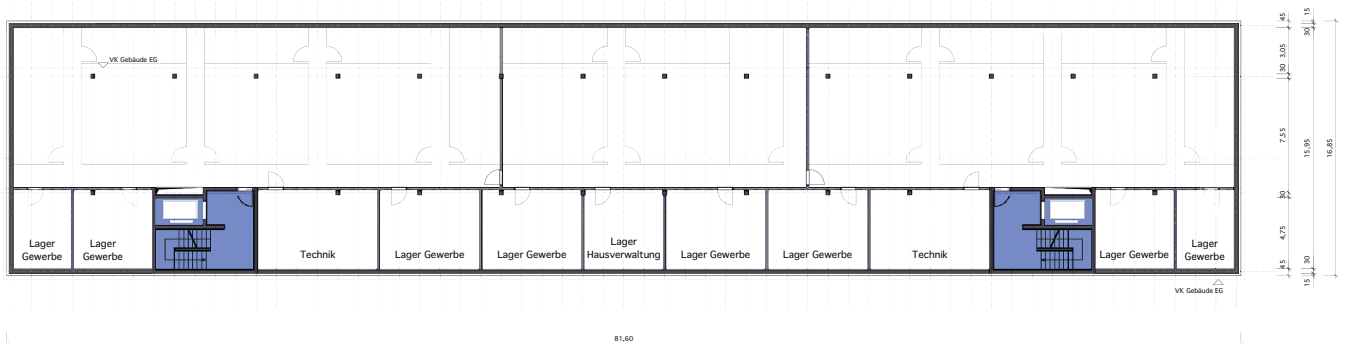 VK Gebäude EG
Lager
Gewerbe
Lager
Gewerbe
Technik
Lager Gewerbe
Lager Gewerbe
Lager
Hausverwaltung
Lager Gewerbe
Lager Gewerbe
Technik
Lager Gewerbe
Lager
Gewerbe
VK Gebäude EG
81,60
45
3,05
30
7,55
30
4,75
45
15
30
15,95
30
15
16,85